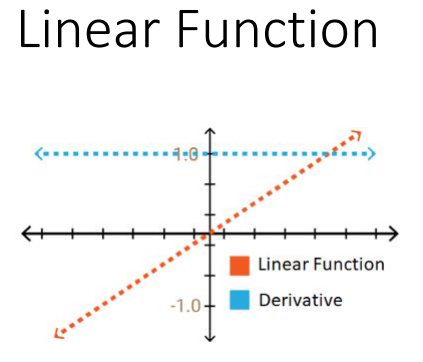 Linear Function
1.0
Linear Function
-1.0
Derivative